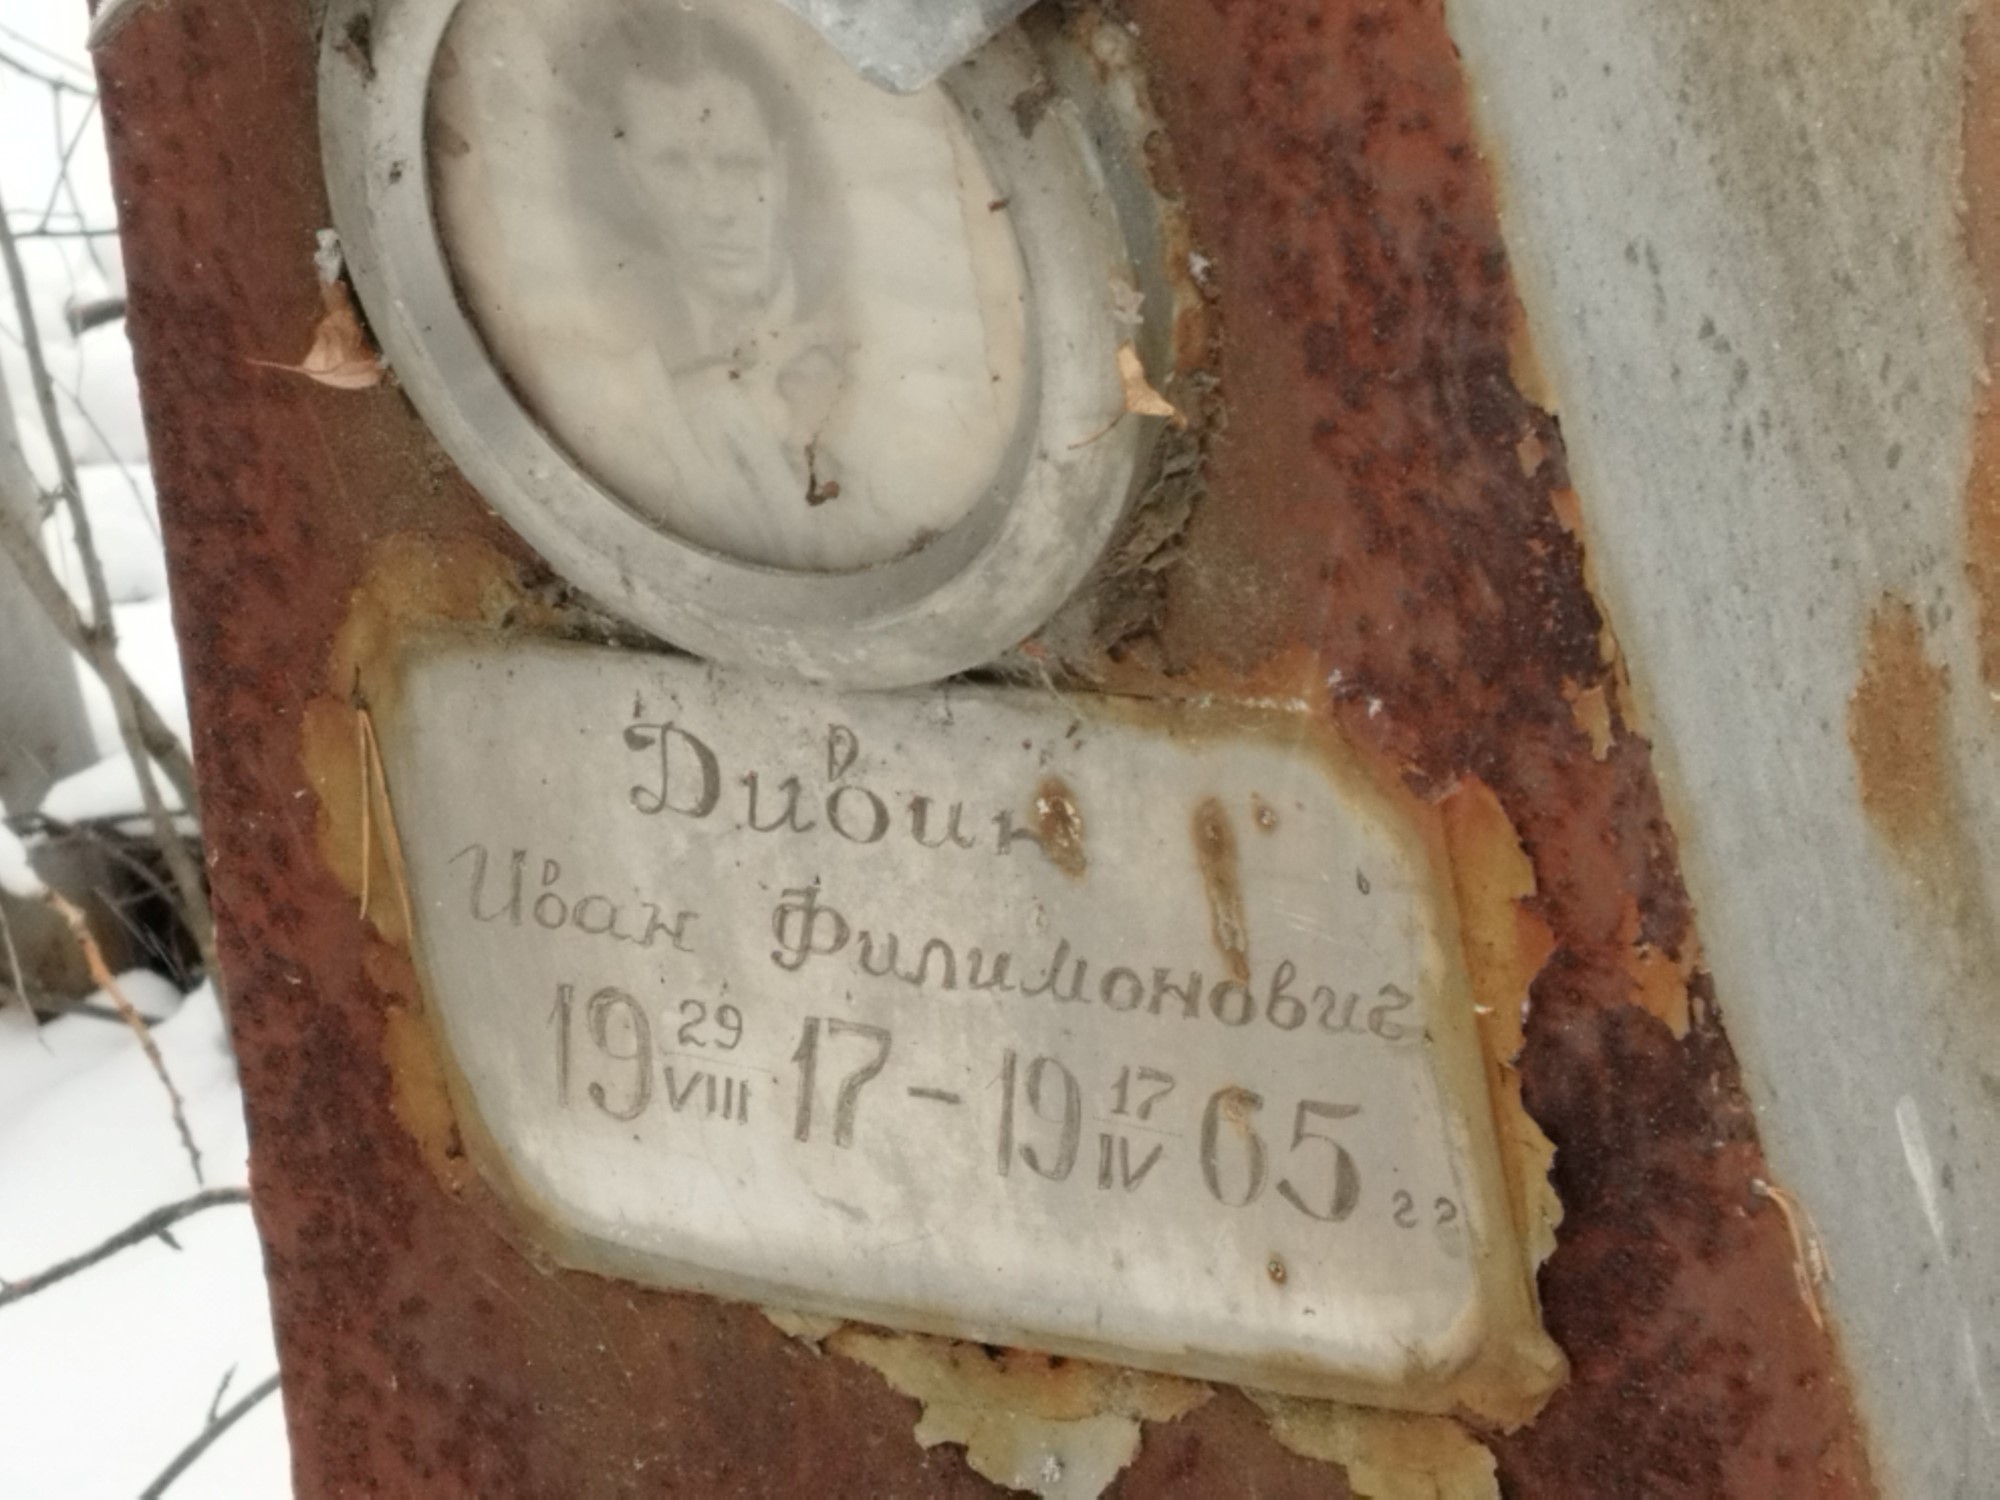 Дивин
Иван Филимонович
19 29/VIII 17 – 19 17/IV 65 гг